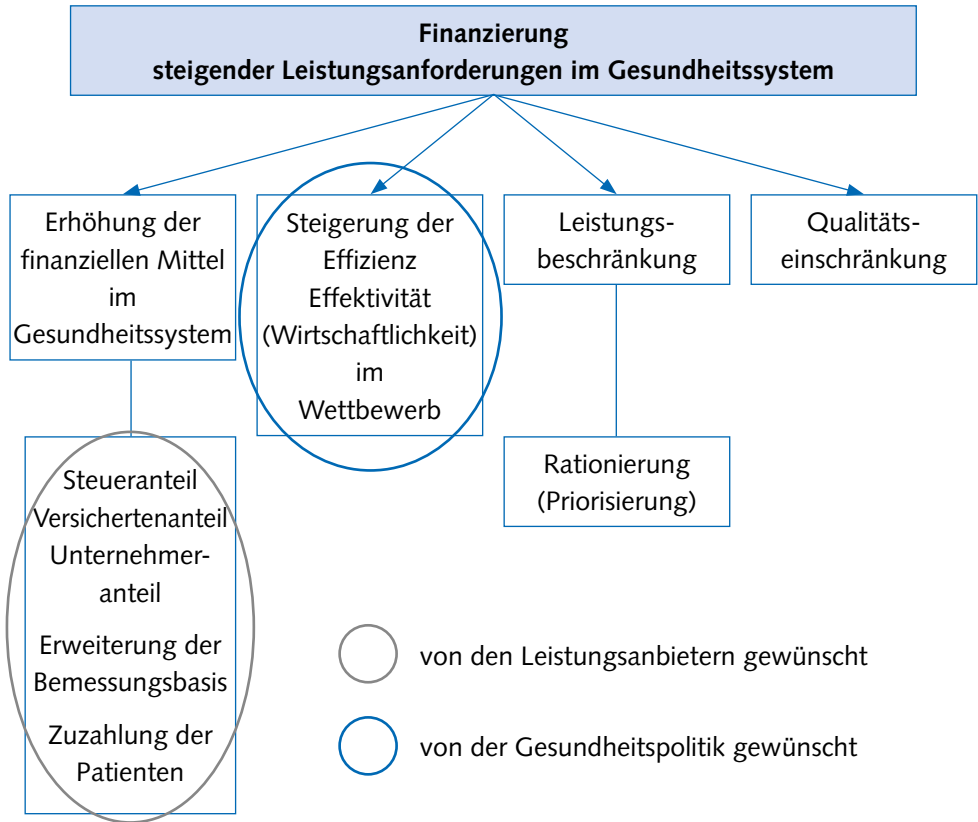 Finanzierung
steigender Leistungsanforderungen im Gesundheitssystem
Erhöhung der
finanziellen Mittel
im
Gesundheitssystem
Steigerung der
Effizienz
Effektivität
(Wirtschaftlichkeit)
im
Wettbewerb
Leistungs-
beschränkung
Qualitäts-
einschränkung
Steueranteil
Versichertenanteil
Unternehmer-
anteil
Erweiterung der
Bemessungsbasis
Zuzahlung der
Patienten
Rationierung
(Priorisierung)
von den Leistungsanbietern gewünscht
von der Gesundheitspolitik gewünscht